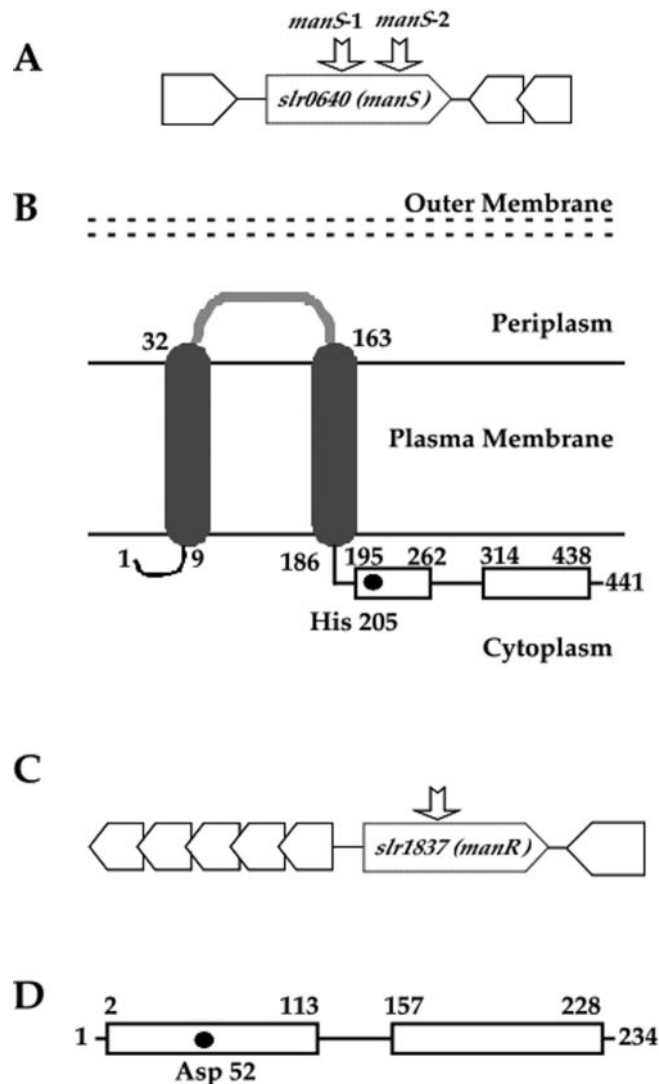 A
manS-1 manS-2
slr0640 (manS)
B
Outer Membrane
Periplasm
32 163
Plasma Membrane
1 9 186 195 262 314 438 441
His 205
Cytoplasm
C
slr1837 (manR)
D
2 113 157 228
1 234
Asp 52